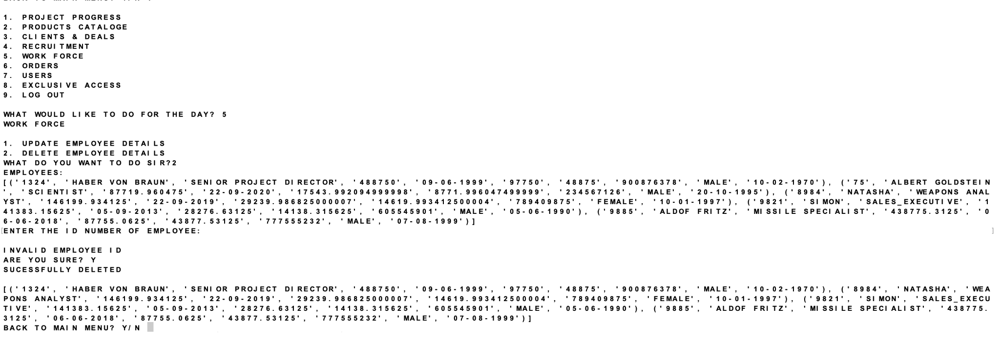 1. PROJECT PROGRESS
2. PRODUCTS CATALOGE
3. CLIENTS & DEALS
4. RECRUITMENT
5. WORK FORCE
6. ORDERS
7. USERS
8. EXCLUSIVE ACCESS
9. LOG OUT
WHAT WOULD LIKE TO DO FOR THE DAY? 5
WORK FORCE
1. UPDATE EMPLOYEE DETAILS
2. DELETE EMPLOYEE DETAILS
WHAT DO YOU WANT TO DO SIR?2
EMPLOYEES:
[('1324', 'HABER VON BRAUN', 'SENIOR PROJECT DIRECTOR', '488750', '09-06-1999', '97750', '48875', '900876378', 'MALE', '10-02-1970'), ('75', 'ALBERT GOLDSTEIN
', 'SCIENTIST', '87719.960475', '22-09-2020', '17543.992094999998', '8771.996047499999', '234567126', 'MALE', '20-10-1995'), ('8984', 'NATASHA', 'WEAPONS ANAL
YST', '146199.934125', '22-09-2019', '29239.986825000007', '14619.993412500004', '789409875', 'FEMALE', '10-01-1997'), ('9821', 'SIMON', 'SALES_EXECUTIVE', '1
41383.15625', '05-09-2013', '28276.63125', '14138.315625', '605545901', 'MALE', '05-06-1990'), ('9885', 'ALDOF FRITZ', 'MISSILE SPECIALIST', '438775.3125', '0
6-06-2018', '87755.0625', '43877.53125', '777555232', 'MALE', '07-08-1999')]
[ENTER THE ID NUMBER OF EMPLOYEE: ]
INVALID EMPLOYEE ID
ARE YOU SURE? Y
SUCESSFULLY DELETED
[('1324', 'HABER VON BRAUN', 'SENIOR PROJECT DIRECTOR', '488750', '09-06-1999', '97750', '48875', '900876378', 'MALE', '10-02-1970'), ('8984', 'NATASHA', 'WEA
PONS ANALYST', '146199.934125', '22-09-2019', '29239.986825000007', '14619.993412500004', '789409875', 'FEMALE', '10-01-1997'), ('9821', 'SIMON', 'SALES_EXECU
TIVE', '141383.15625', '05-09-2013', '28276.63125', '14138.315625', '605545901', 'MALE', '05-06-1990'), ('9885', 'ALDOF FRITZ', 'MISSILE SPECIALIST', '438775.
3125', '06-06-2018', '87755.0625', '43877.53125', '777555232', 'MALE', '07-08-1999')]
BACK TO MAIN MENU? Y/N